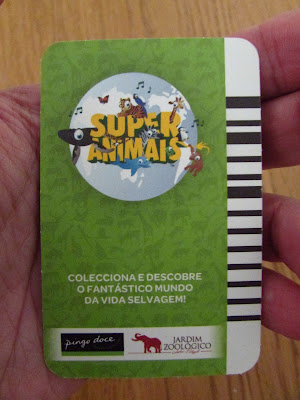 SUPER
ANIMAIS
COLECCIONA E DESCOBRE
O FANTÁSTICO MUNDO
DA VIDA SELVAGEM!
pingo doce
JARDIM
ZOOLÓGICO